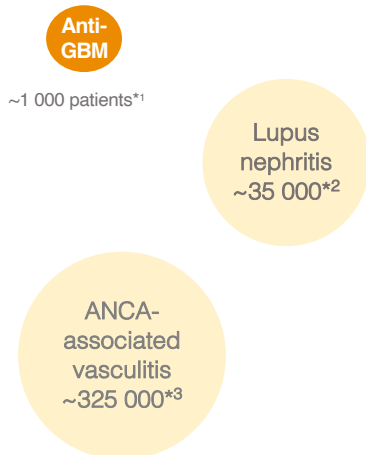 Anti-
GBM
~1 000 patients*1
Lupus
nephritis
~35 000*2
ANCA-
associated
vasculitis
~325 000*3